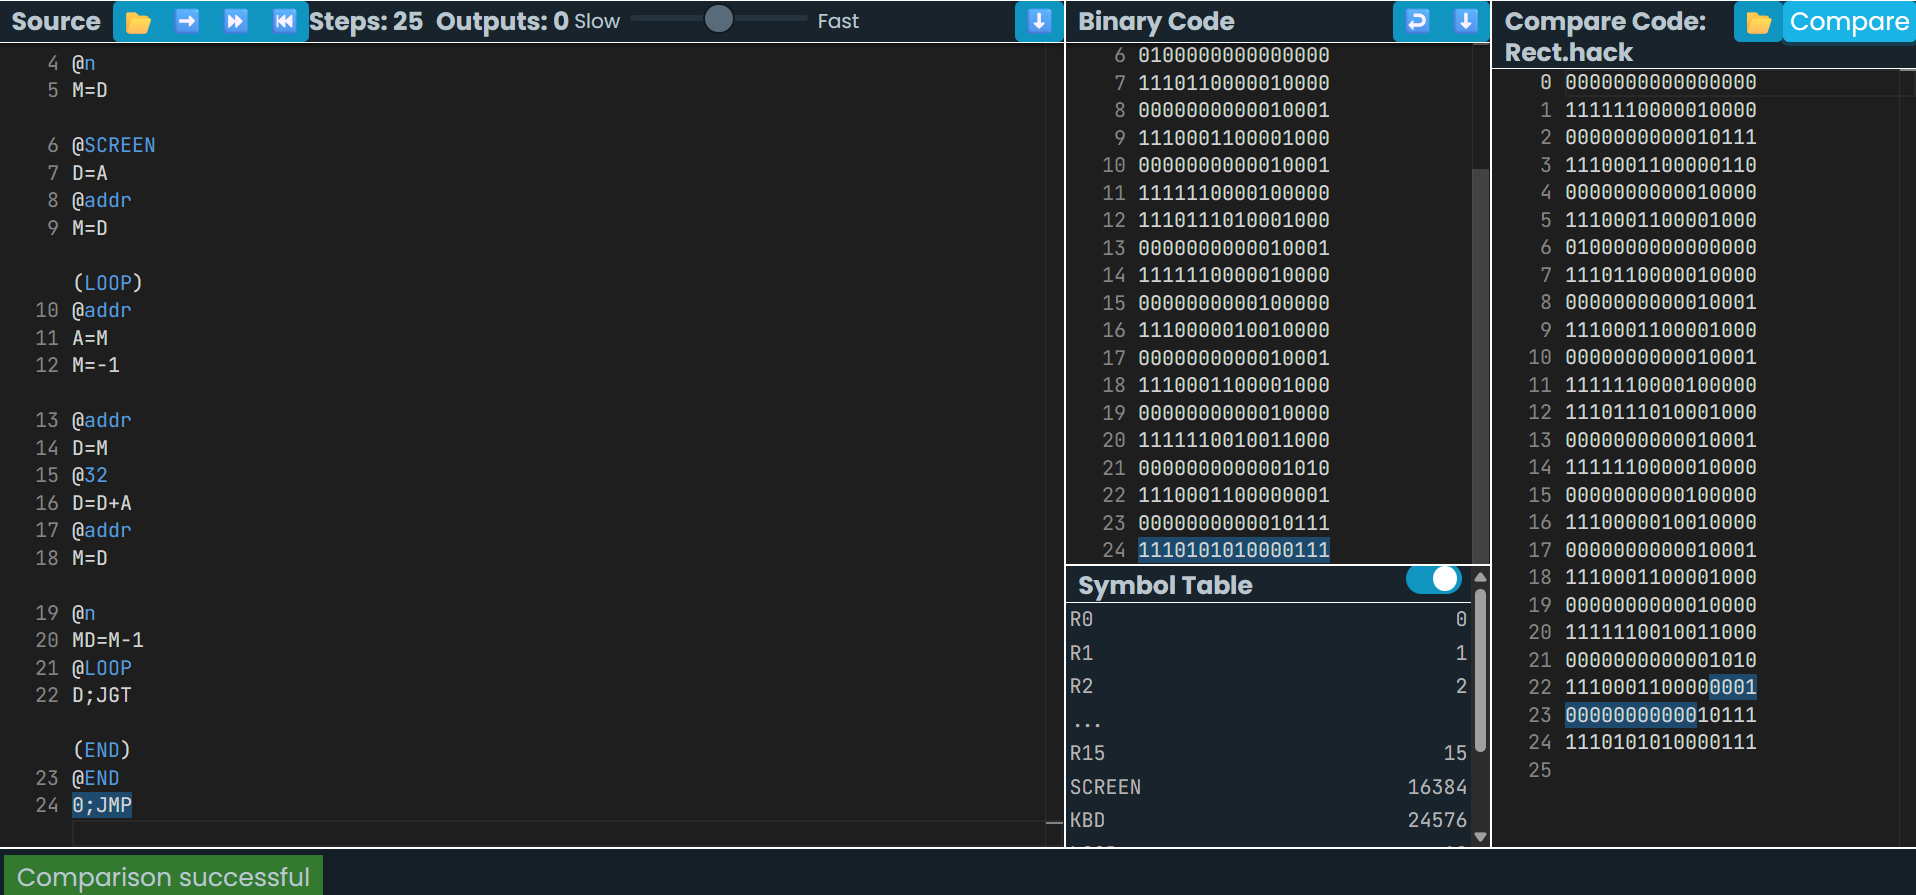 Source Steps: 25 Outputs: 0 Slow Fast
4 @n
5 M=D
6 @SCREEN
7 D=A
8 @addr
9 M=D
(LOOP)
10 @addr
11 A=M
12 M=-1
13 @addr
14 D=M
15 @32
16 D=D+A
17 @addr
18 M=D
19 @n
20 MD=M-1
21 @LOOP
22 D;JGT
(END)
23 @END
24 0;JMP
Binary Code
6 0100000000000000
7 1110110000010000
8 0000000000010001
9 1110001100001000
10 0000000000010001
11 1111110000100000
12 1110111010001000
13 0000000000010001
14 1111110000010000
15 0000000000100000
16 1110000010010000
17 0000000000010001
18 1110001100001000
19 0000000000010000
20 1111110010011000
21 0000000000001010
22 1110001100000001
23 0000000000010111
24 1110101010000111
Symbol Table
R0 0
R1 1
R2 2
...
R15 15
SCREEN 16384
KBD 24576
Compare Code:
Rect.hack
Compare
0 0000000000000000
1 1111110000010000
2 0000000000010111
3 1110001100000110
4 0000000000010000
5 1110001100001000
6 0100000000000000
7 1110110000010000
8 0000000000010001
9 1110001100001000
10 0000000000010001
11 1111110000100000
12 1110111010001000
13 0000000000010001
14 1111110000010000
15 0000000000100000
16 1110000010010000
17 0000000000010001
18 1110001100001000
19 0000000000010000
20 1111110010011000
21 0000000000001010
22 1110001100000001
23 0000000000010111
24 1110101010000111
25
Comparison successful